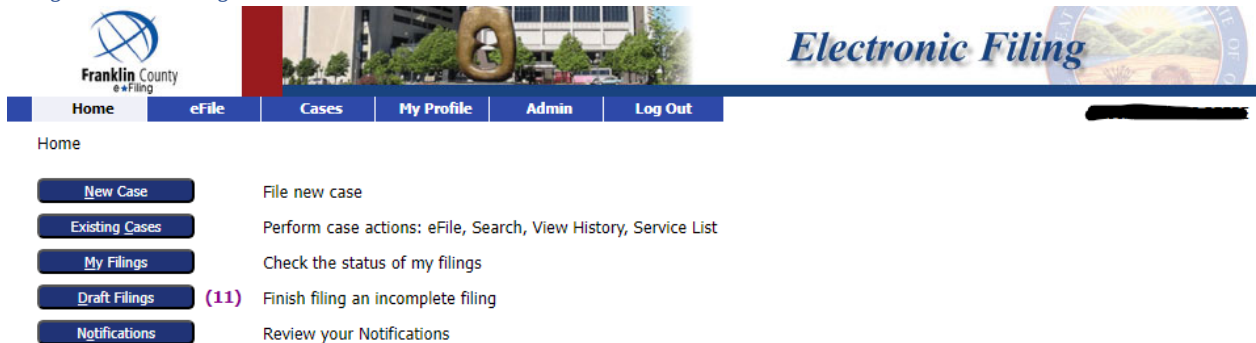 Franklin County
e★Filing
Electronic Filing
Home eFile Cases My Profile Admin Log Out
Home
New Case File new case
Existing Cases Perform case actions: eFile, Search, View History, Service List
My Filings Check the status of my filings
Draft Filings (11) Finish filing an incomplete filing
Notifications Review your Notifications